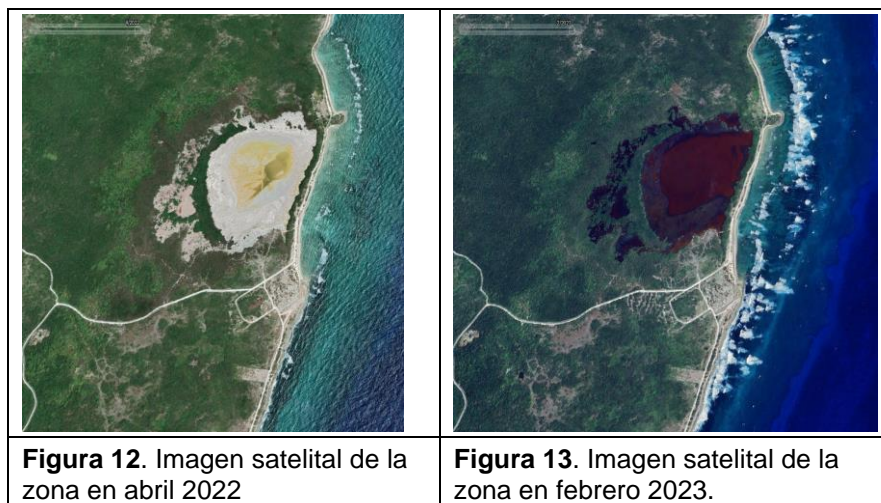 Figura 12. Imagen satelital de la
zona en abril 2022
Figura 13. Imagen satelital de la
zona en febrero 2023.